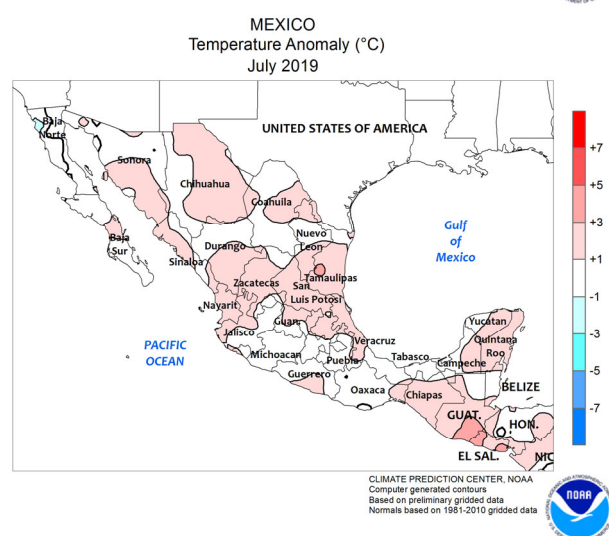 MEXICO
Temperature Anomaly (°C)
July 2019
Baja
Norte
UNITED STATES OF AMERICA
Sonora
Chihuahua
Coahuila
Nuevo
Leon
Baja
Sur
Durango
Sinaloa
Tamaulipas
Zacatecas
San
Luis Potosi
Nayarit
Gulf
of
Mexico
Jalisco
Guan.
PACIFIC
OCEAN
Michoacan
Veracruz
Puebla
Tabasco
Yucatan
Quintana
Roo
Campeche
Guerrero
Oaxaca
Chiapas
BELIZE
GUAT.
HON.
EL SAL.
NIC
+7
+5
+3
+1
-1
-3
-5
-7
CLIMATE PREDICTION CENTER, NOAA
Computer generated contours
Based on preliminary gridded data
Normals based on 1981-2010 gridded data
NOAA